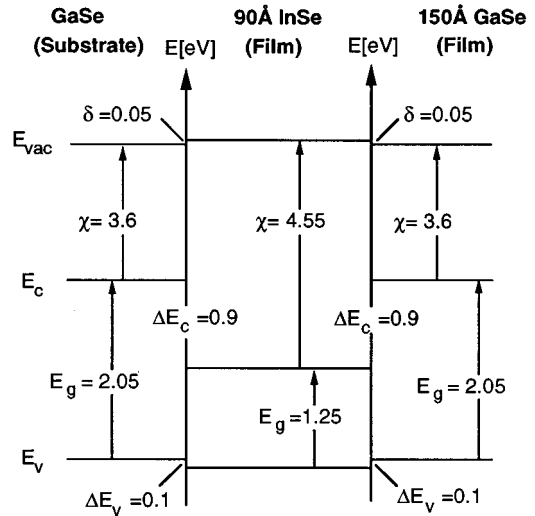 GaSe 90Å InSe 150Å GaSe
(Substrate) E[eV] (Film) E[eV] (Film)
δ =0.05 δ =0.05
E_vac
χ= 3.6 χ= 4.55 χ= 3.6
E_c
ΔE_c =0.9 ΔE_c =0.9
E_g = 2.05 E_g = 1.25 E_g = 2.05
E_v
ΔE_v = 0.1 ΔE_v = 0.1